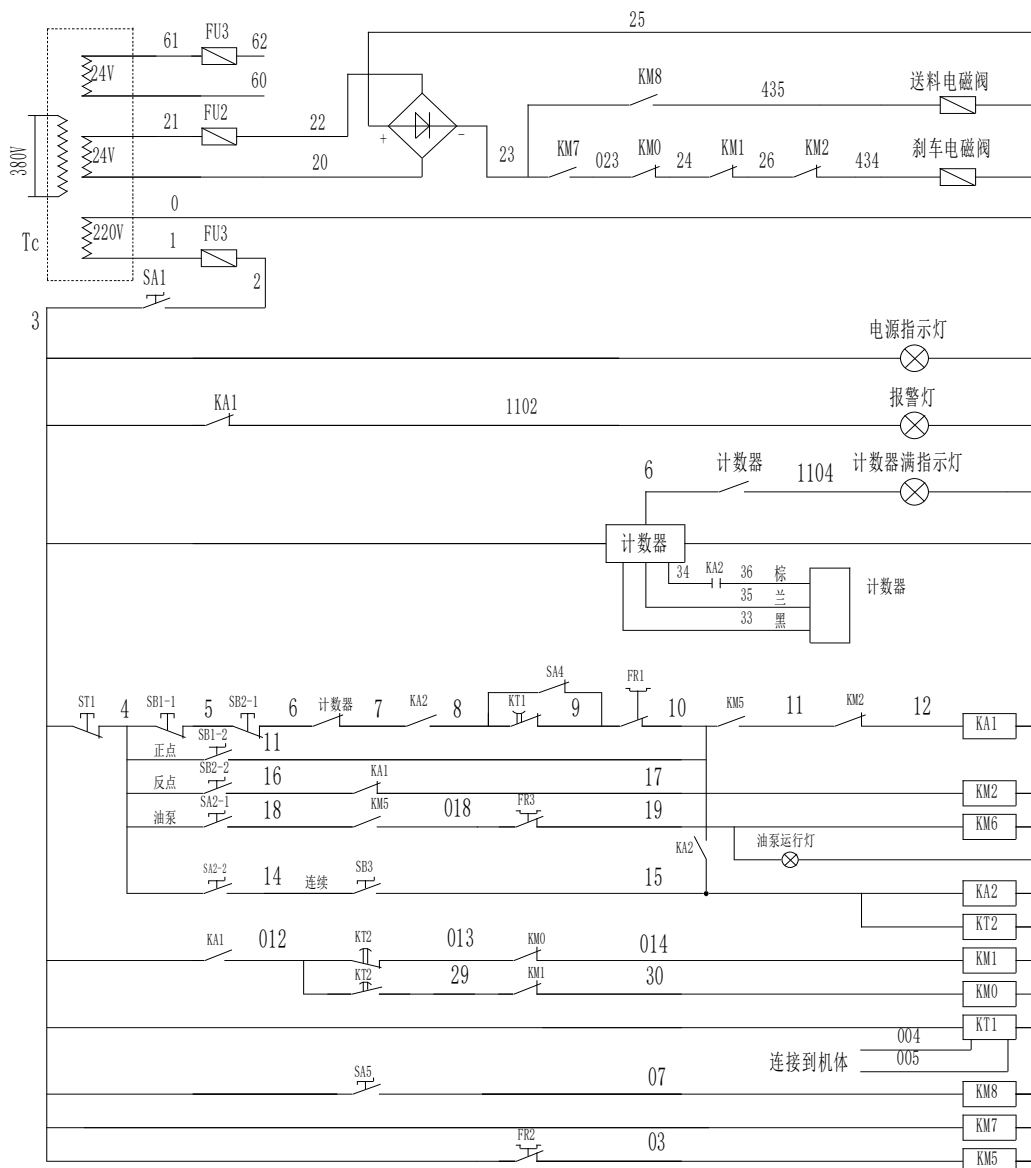 25
61 FU3 62
24V
60
KM8 435 送料电磁阀
21 FU2 22
380V
24V
+ -
23
KM7 023 KM0 24 KM1 26 KM2 434 刹车电磁阀
20
0
220V
Tc
1 FU3
2
SA1
3
电源指示灯
KA1 1102 报警灯
6 计数器 1104 计数器满指示灯
计数器
34 KA2 36 棕
35 兰
33 黑
计数器
ST1 4 SB1-1 5 SB2-1 6 计数器 7 KA2 8 SA4 KT1 9 FR1 10 KM5 11 KM2 12 KA1
正点 SB1-2 11
反点 SB2-2 16 KA1 17 KM2
油泵 SA2-1 18 KM5 018 FR3 19 KM6
KA2 油泵运行灯
SA2-2 14 连续 SB3 15 KA2
KT2
KA1 012 KT2 013 KM0 014 KM1
KT2 29 KM1 30 KM0
KT1
004
连接到机体 005
SA5 07 KM8
KM7
FR2 03 KM5